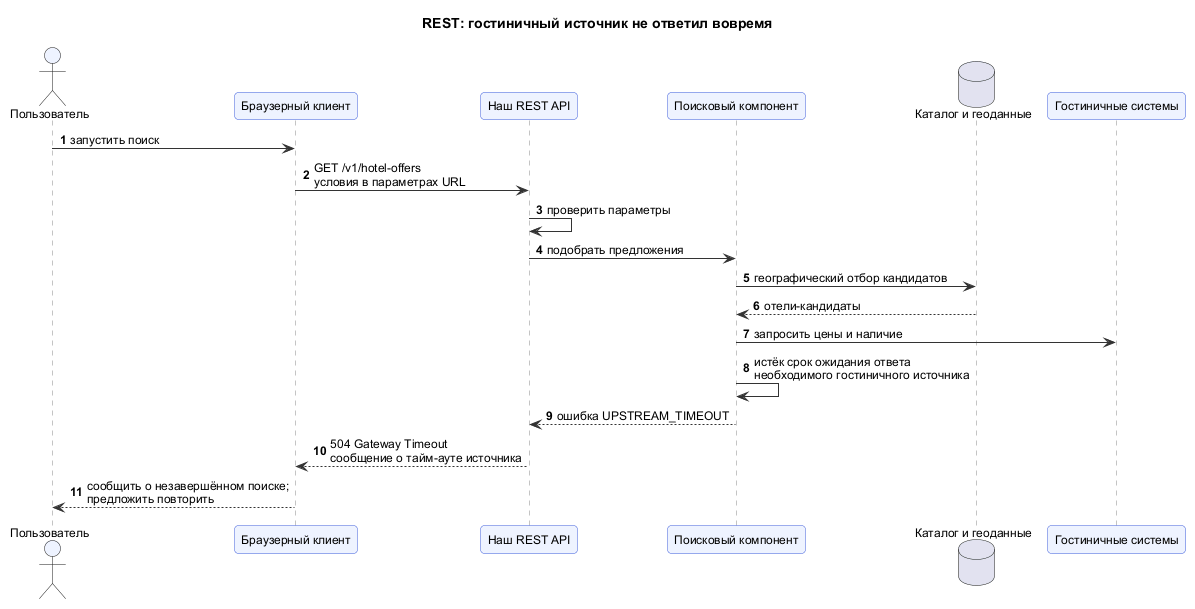 REST: гостиничный источник не ответил вовремя
Пользователь
Браузерный клиент
Наш REST API
Поисковый компонент
Каталог и геоданные
Гостиничные системы
1 запустить поиск
2 GET /v1/hotel-offers
условия в параметрах URL
3 проверить параметры
4 подобрать предложения
5 географический отбор кандидатов
6 отели-кандидаты
7 запросить цены и наличие
8 истёк срок ожидания ответа
необходимого гостиничного источника
9 ошибка UPSTREAM_TIMEOUT
10 504 Gateway Timeout
сообщение о тайм-ауте источника
11 сообщить о незавершённом поиске;
предложить повторить
Пользователь
Браузерный клиент
Наш REST API
Поисковый компонент
Каталог и геоданные
Гостиничные системы